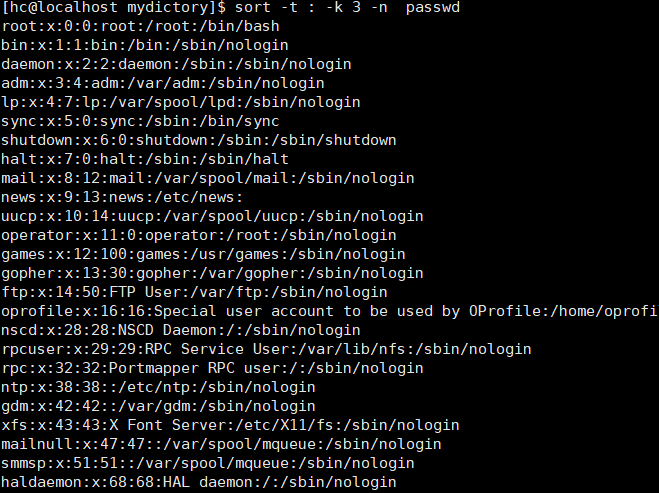 [hc@localhost mydictory]$ sort -t : -k 3 -n  passwd
root:x:0:0:root:/root:/bin/bash
bin:x:1:1:bin:/bin:/sbin/nologin
daemon:x:2:2:daemon:/sbin:/sbin/nologin
adm:x:3:4:adm:/var/adm:/sbin/nologin
lp:x:4:7:lp:/var/spool/lpd:/sbin/nologin
sync:x:5:0:sync:/sbin:/bin/sync
shutdown:x:6:0:shutdown:/sbin:/sbin/shutdown
halt:x:7:0:halt:/sbin:/sbin/halt
mail:x:8:12:mail:/var/spool/mail:/sbin/nologin
news:x:9:13:news:/etc/news:
uucp:x:10:14:uucp:/var/spool/uucp:/sbin/nologin
operator:x:11:0:operator:/root:/sbin/nologin
games:x:12:100:games:/usr/games:/sbin/nologin
gopher:x:13:30:gopher:/var/gopher:/sbin/nologin
ftp:x:14:50:FTP User:/var/ftp:/sbin/nologin
oprofile:x:16:16:Special user account to be used by OProfile:/home/oprofi
nscd:x:28:28:NSCD Daemon:/:/sbin/nologin
rpcuser:x:29:29:RPC Service User:/var/lib/nfs:/sbin/nologin
rpc:x:32:32:Portmapper RPC user:/:/sbin/nologin
ntp:x:38:38::/etc/ntp:/sbin/nologin
gdm:x:42:42::/var/gdm:/sbin/nologin
xfs:x:43:43:X Font Server:/etc/X11/fs:/sbin/nologin
mailnull:x:47:47::/var/spool/mqueue:/sbin/nologin
smmsp:x:51:51::/var/spool/mqueue:/sbin/nologin
haldaemon:x:68:68:HAL daemon:/:/sbin/nologin